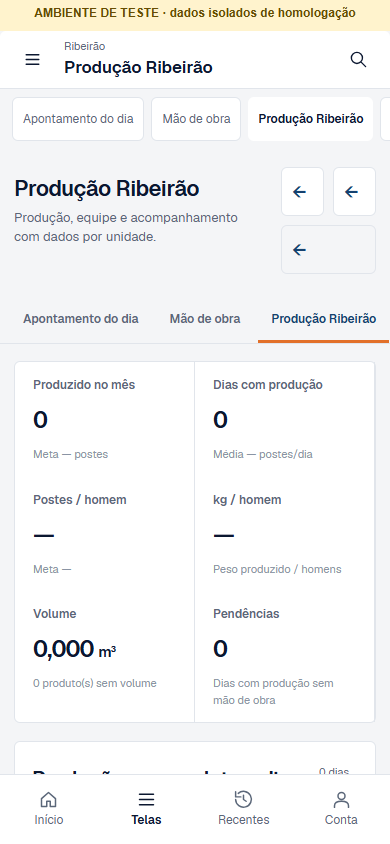 AMBIENTE DE TESTE · dados isolados de homologação
Ribeirão
Produção Ribeirão
Apontamento do dia
Mão de obra
Produção Ribeirão
Produção Ribeirão
Produção, equipe e acompanhamento
com dados por unidade.
Apontamento do dia
Mão de obra
Produção Ribeirão
Produzido no mês
0
Meta — postes
Dias com produção
0
Média — postes/dia
Postes / homem
—
Meta —
kg / homem
—
Peso produzido / homens
Volume
0,000 m³
0 produto(s) sem volume
Pendências
0
Dias com produção sem
mão de obra
0 dias
Início
Telas
Recentes
Conta